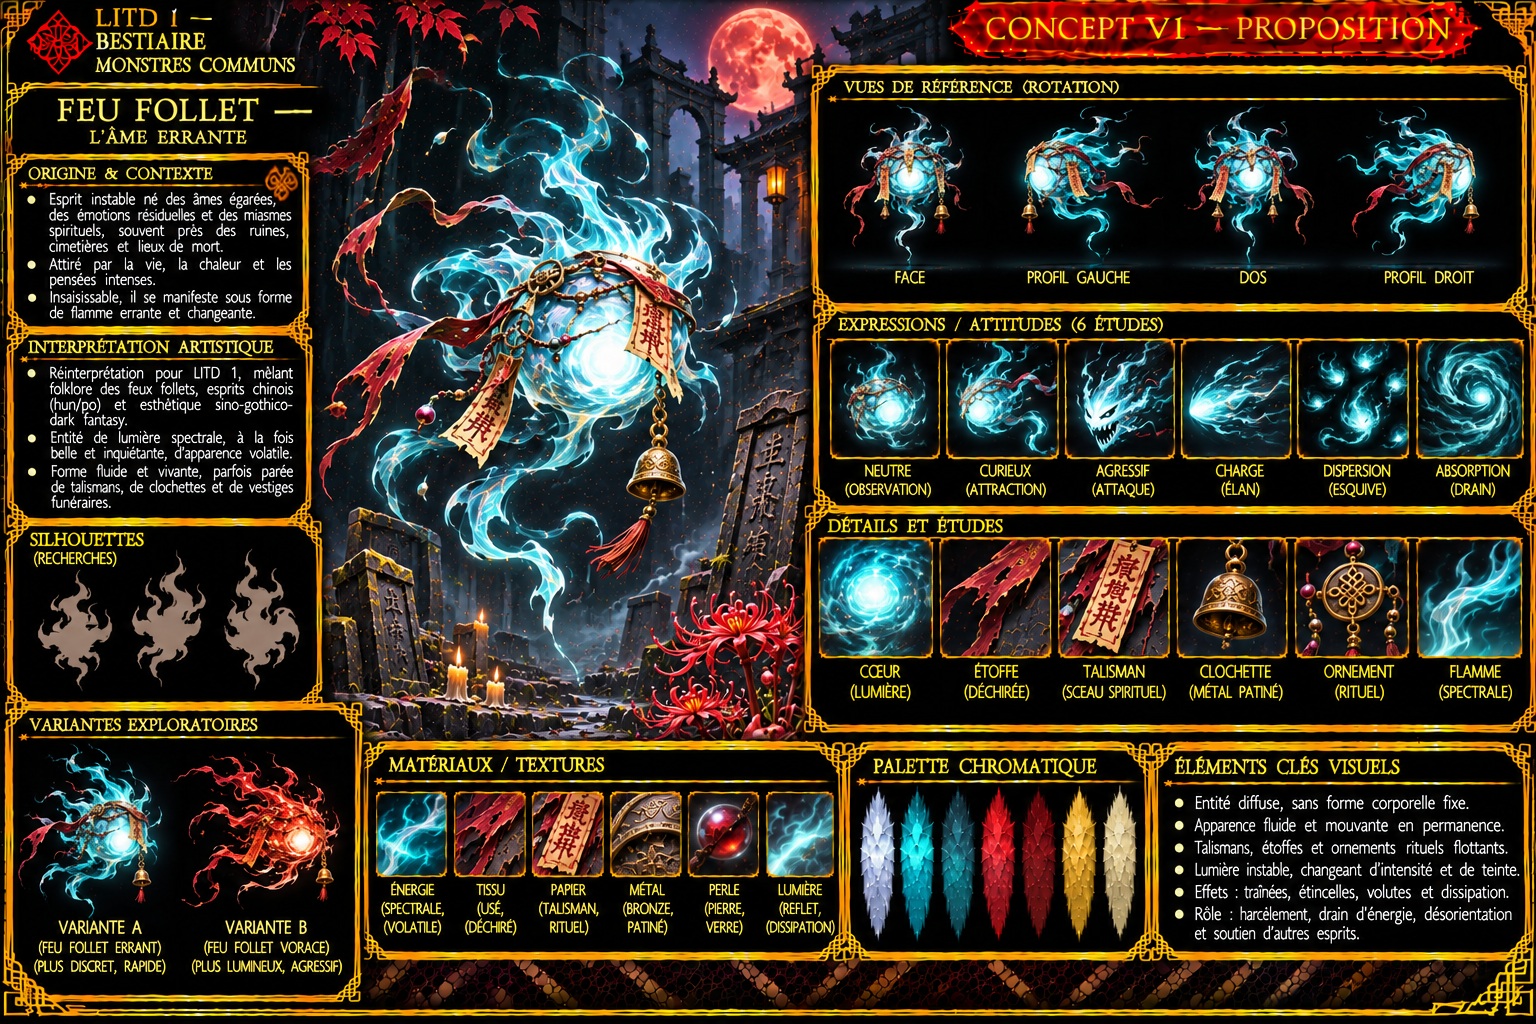 LITD 1 —
BESTIAIRE
MONSTRES COMMUNS
CONCEPT V1 — PROPOSITION
FEU FOLLET —
L'ÂME ERRANTE
ORIGINE & CONTEXTE
• Esprit instable né des âmes égarées,
des émotions résiduelles et des miasmes
spirituels, souvent près des ruines,
cimetières et lieux de mort.
• Attiré par la vie, la chaleur et les
pensées intenses.
• Insaisissable, il se manifeste sous forme
de flamme errante et changeante.
INTERPRÉTATION ARTISTIQUE
• Réinterprétation pour LITD 1, mêlant
folklore des feux follets, esprits chinois
(hun/po) et esthétique sino-gothico-
dark fantasy.
• Entité de lumière spectrale, à la fois
belle et inquiétante, d'apparence volatile.
• Forme fluide et vivante, parfois parée
de talismans, de clochettes et de vestiges
funéraires.
SILHOUETTES
(RECHERCHES)
VARIANTES EXPLORATOIRES
VARIANTE A
(FEU FOLLET ERRANT)
(PLUS DISCRET, RAPIDE)
VARIANTE B
(FEU FOLLET VORACE)
(PLUS LUMINEUX, AGRESSIF)
VUES DE RÉFÉRENCE (ROTATION)
FACE
PROFIL GAUCHE
DOS
PROFIL DROIT
EXPRESSIONS / ATTITUDES (6 ÉTUDES)
NEUTRE
(OBSERVATION)
CURIEUX
(ATTRACTION)
AGRESSIF
(ATTAQUE)
CHARGE
(ÉLAN)
DISPERSION
(ESQUIVE)
ABSORPTION
(DRAIN)
DÉTAILS ET ÉTUDES
CŒUR
(LUMIÈRE)
ÉTOFFE
(DÉCHIRÉE)
TALISMAN
(SCEAU SPIRITUEL)
CLOCHETTE
(MÉTAL PATINÉ)
ORNEMENT
(RITUEL)
FLAMME
(SPECTRALE)
MATÉRIAUX / TEXTURES
ÉNERGIE
(SPECTRALE,
(VOLATILE)
TISSU
(USÉ,
DÉCHIRÉ)
PAPIER
(TALISMAN,
RITUEL)
MÉTAL
(BRONZE,
PATINÉ)
PERLE
(PIERRE,
VERRE)
LUMIÈRE
(REFLET,
(DISSIPATION)
PALETTE CHROMATIQUE
ÉLÉMENTS CLÉS VISUELS
• Entité diffuse, sans forme corporelle fixe.
• Apparence fluide et mouvante en permanence.
• Talismans, étoffes et ornements rituels flottants.
• Lumière instable, changeant d'intensité et de teinte.
• Effets : traînées, étincelles, volutes et dissipation.
• Rôle : harcèlement, drain d'énergie, désorientation
et soutien d'autres esprits.